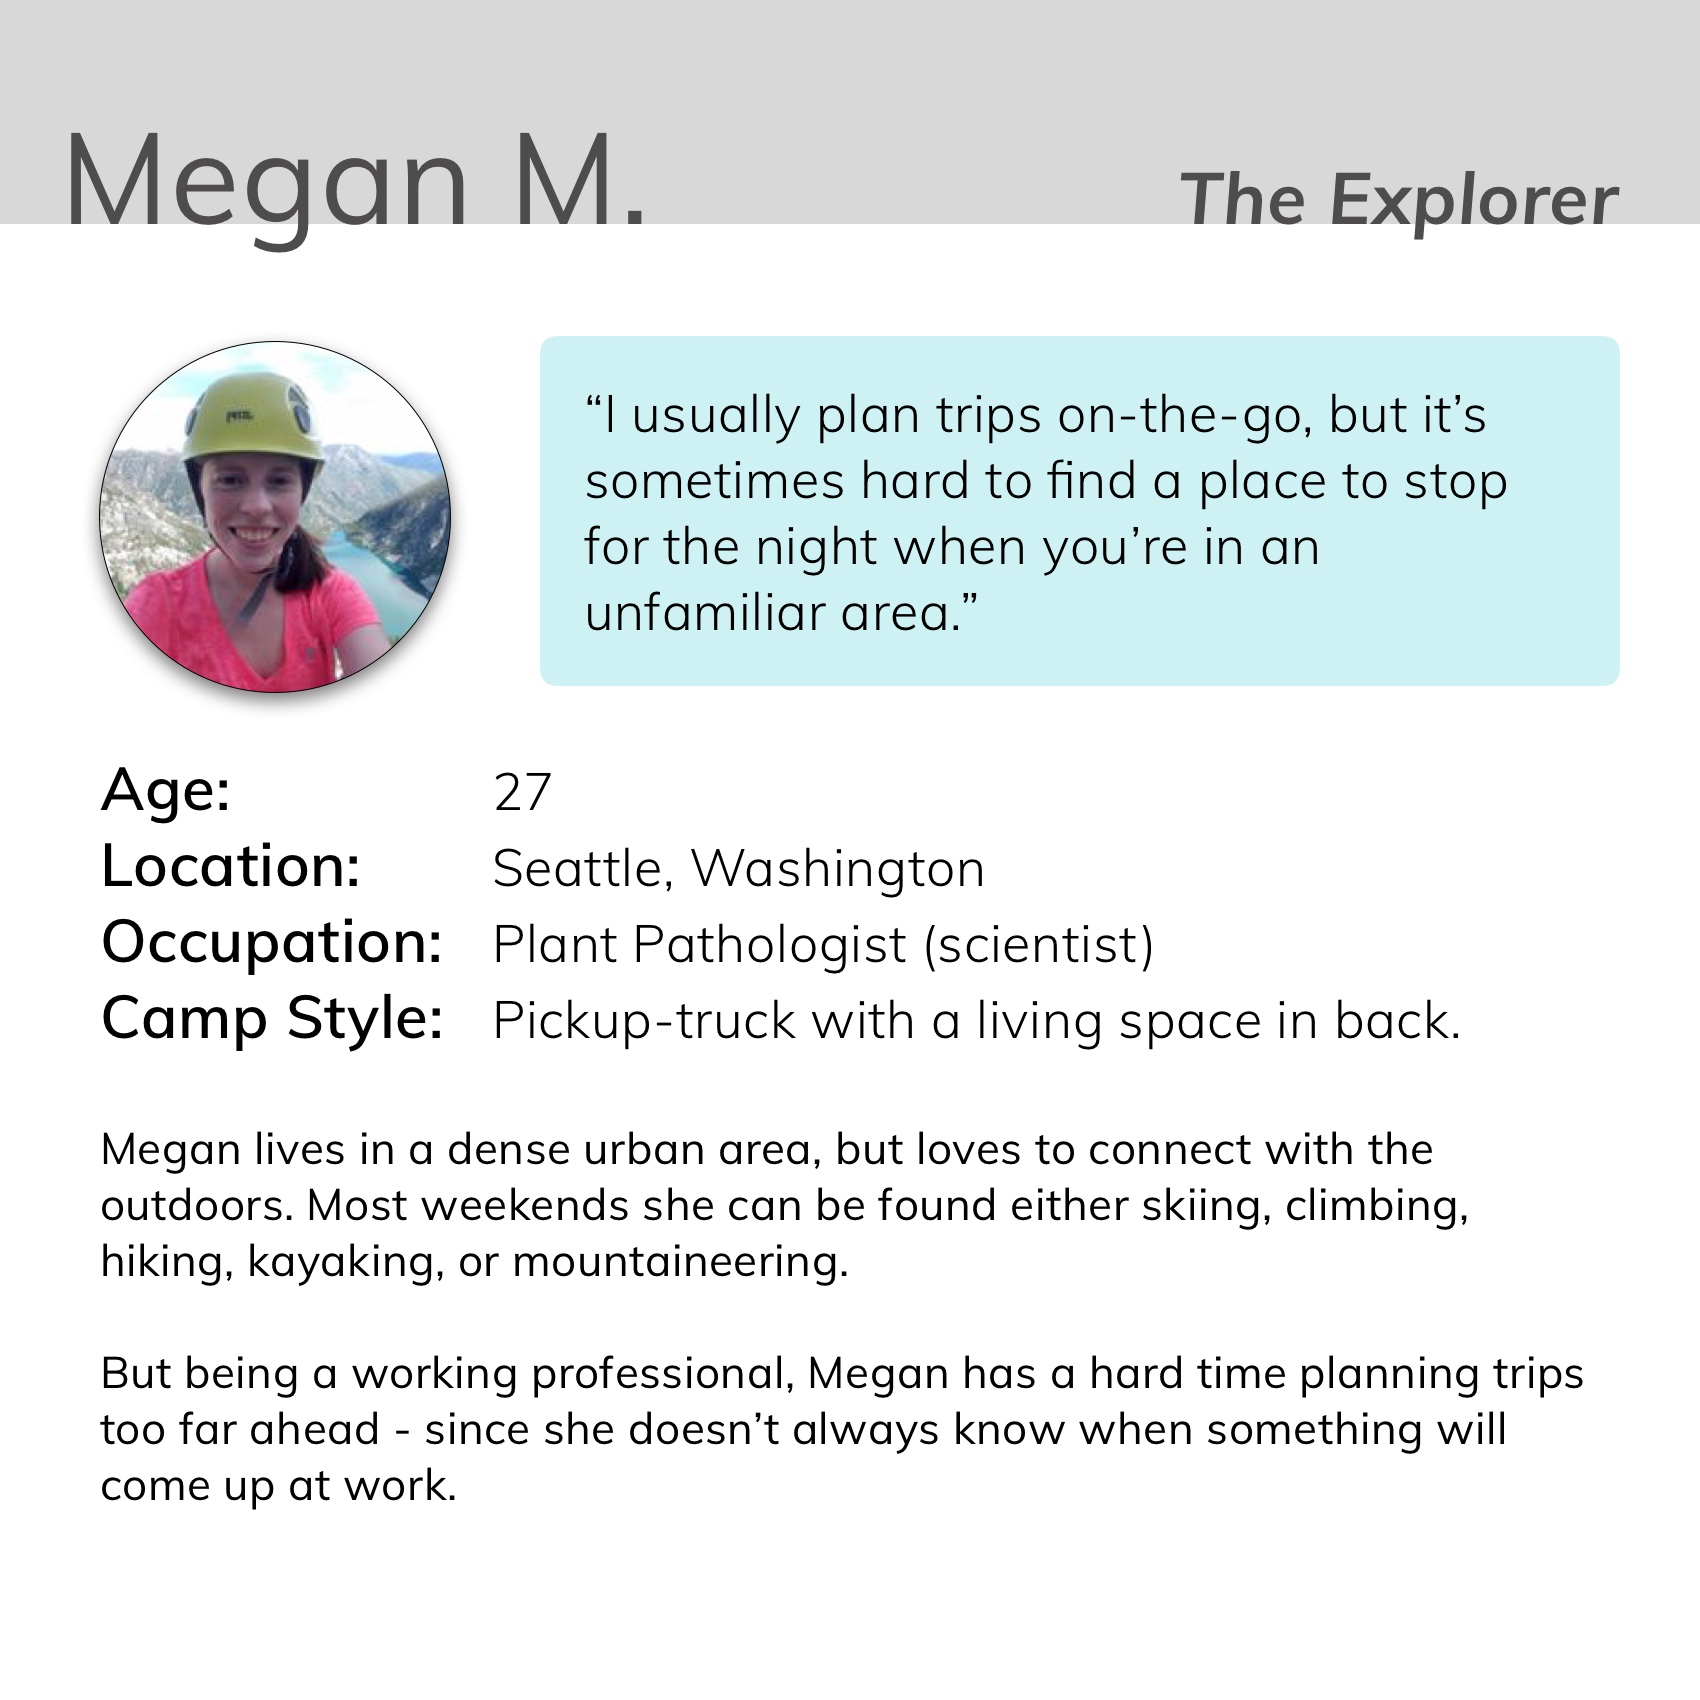 Megan M.
The Explorer
PETZL
“I usually plan trips on-the-go, but it’s
sometimes hard to find a place to stop
for the night when you’re in an
unfamiliar area.”
Age: 27
Location: Seattle, Washington
Occupation: Plant Pathologist (scientist)
Camp Style: Pickup-truck with a living space in back.
Megan lives in a dense urban area, but loves to connect with the
outdoors. Most weekends she can be found either skiing, climbing,
hiking, kayaking, or mountaineering.
But being a working professional, Megan has a hard time planning trips
too far ahead - since she doesn’t always know when something will
come up at work.